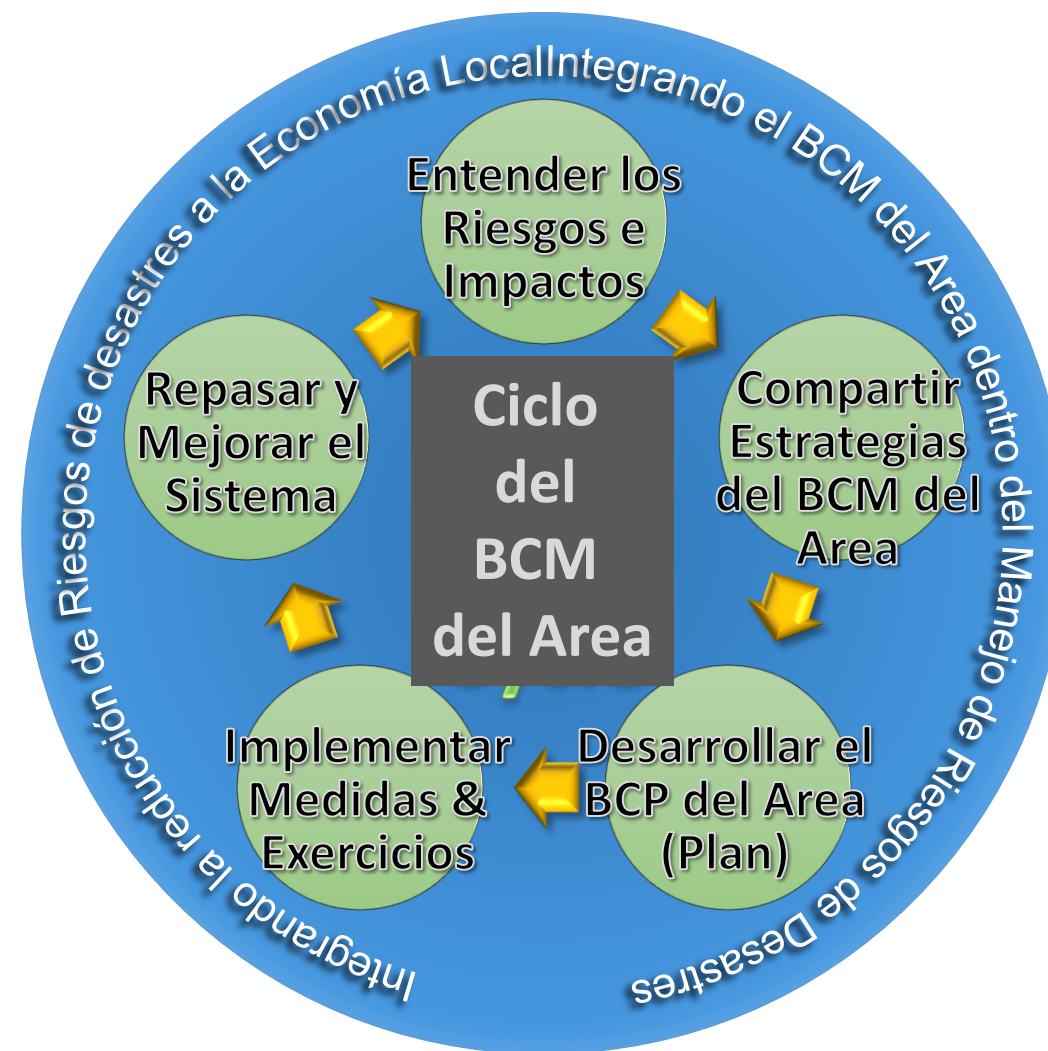 Integrando la reducción de Riesgos de desastres a la Economía Local
Integrando el BCM del Area dentro del Manejo de Riesgos de Desastres
Entender los
Riesgos e
Impactos
Compartir
Estrategias
del BCM del
Area
Desarrollar el
BCP del Area
(Plan)
Implementar
Medidas &
Exercicios
Repasar y
Mejorar el
Sistema
Ciclo
del
BCM
del Area